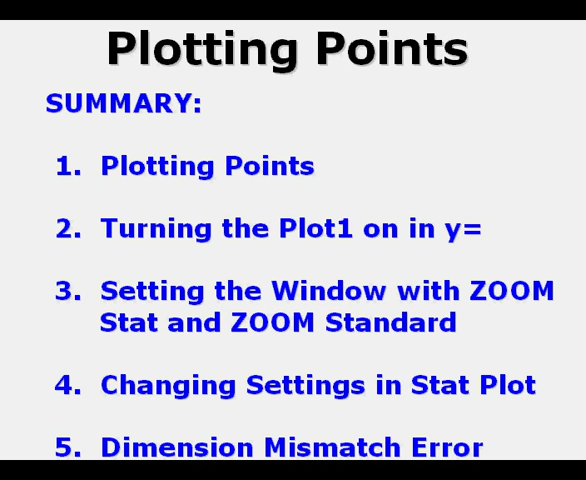 Plotting Points
SUMMARY:
1. Plotting Points
2. Turning the Plot1 on in y=
3. Setting the Window with ZOOM
Stat and ZOOM Standard
4. Changing Settings in Stat Plot
5. Dimension Mismatch Error